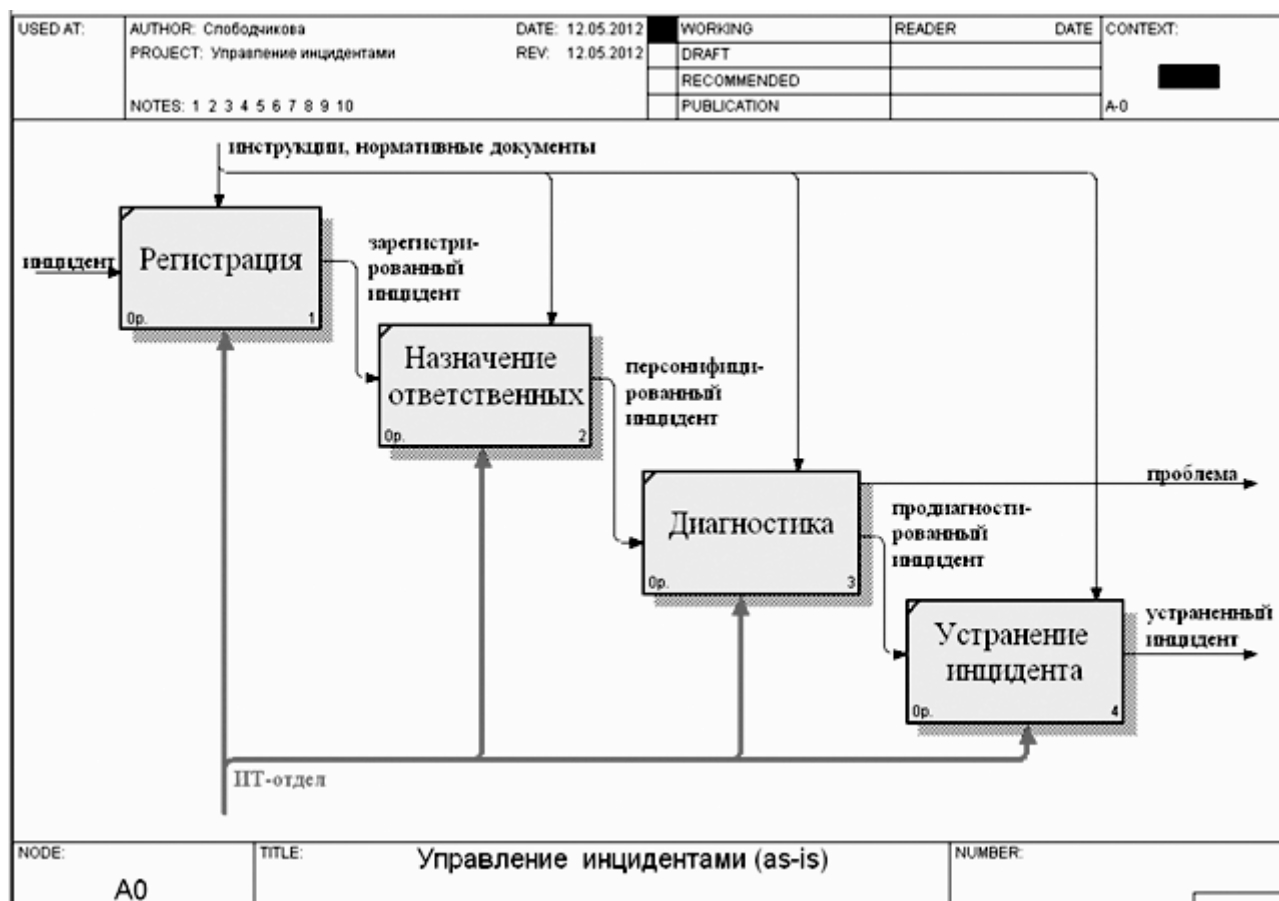 USED AT:
AUTHOR: Слободчикова
DATE: 12.05.2012
WORKING
READER
DATE
CONTEXT:
PROJECT: Управление инцидентами
REV: 12.05.2012
DRAFT
RECOMMENDED
NOTES: 1 2 3 4 5 6 7 8 9 10
PUBLICATION
A-0
инструкции, нормативные документы
инцидент
Регистрация
0р.
1
зарегистри-
рованный
инцидент
Назначение
ответственных
0р.
2
персонифици-
рованный
инцидент
Диагностика
0р.
3
проблема
продиагности-
рованный
инцидент
Устранение
инцидента
0р.
4
устраненный
инцидент
ИТ-отдел
NODE:
A0
TITLE:
Управление инцидентами (as-is)
NUMBER: